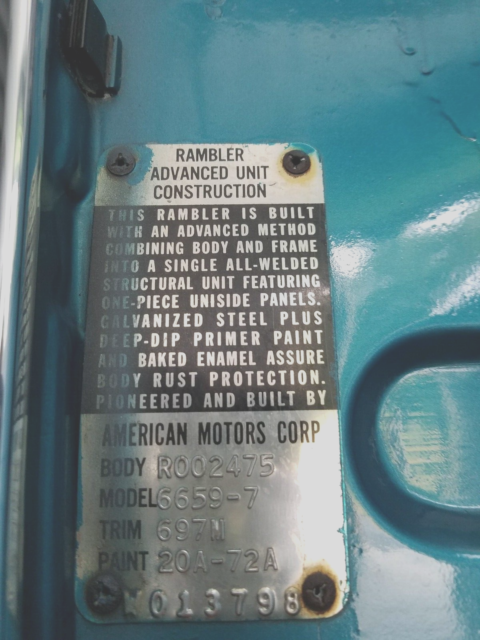 RAMBLER
ADVANCED UNIT
CONSTRUCTION
THIS RAMBLER IS BUILT
WITH AN ADVANCED METHOD
COMBINING BODY AND FRAME
INTO A SINGLE ALL-WELDED
STRUCTURAL UNIT FEATURING
ONE-PIECE UNISIDE PANELS.
GALVANIZED STEEL PLUS
DEEP-DIP PRIMER PAINT
AND BAKED ENAMEL ASSURE
BODY RUST PROTECTION.
PIONEERED AND BUILT BY
AMERICAN MOTORS CORP
BODY R002475
MODEL 6659-7
TRIM 697M
PAINT 20A-72A
W013798